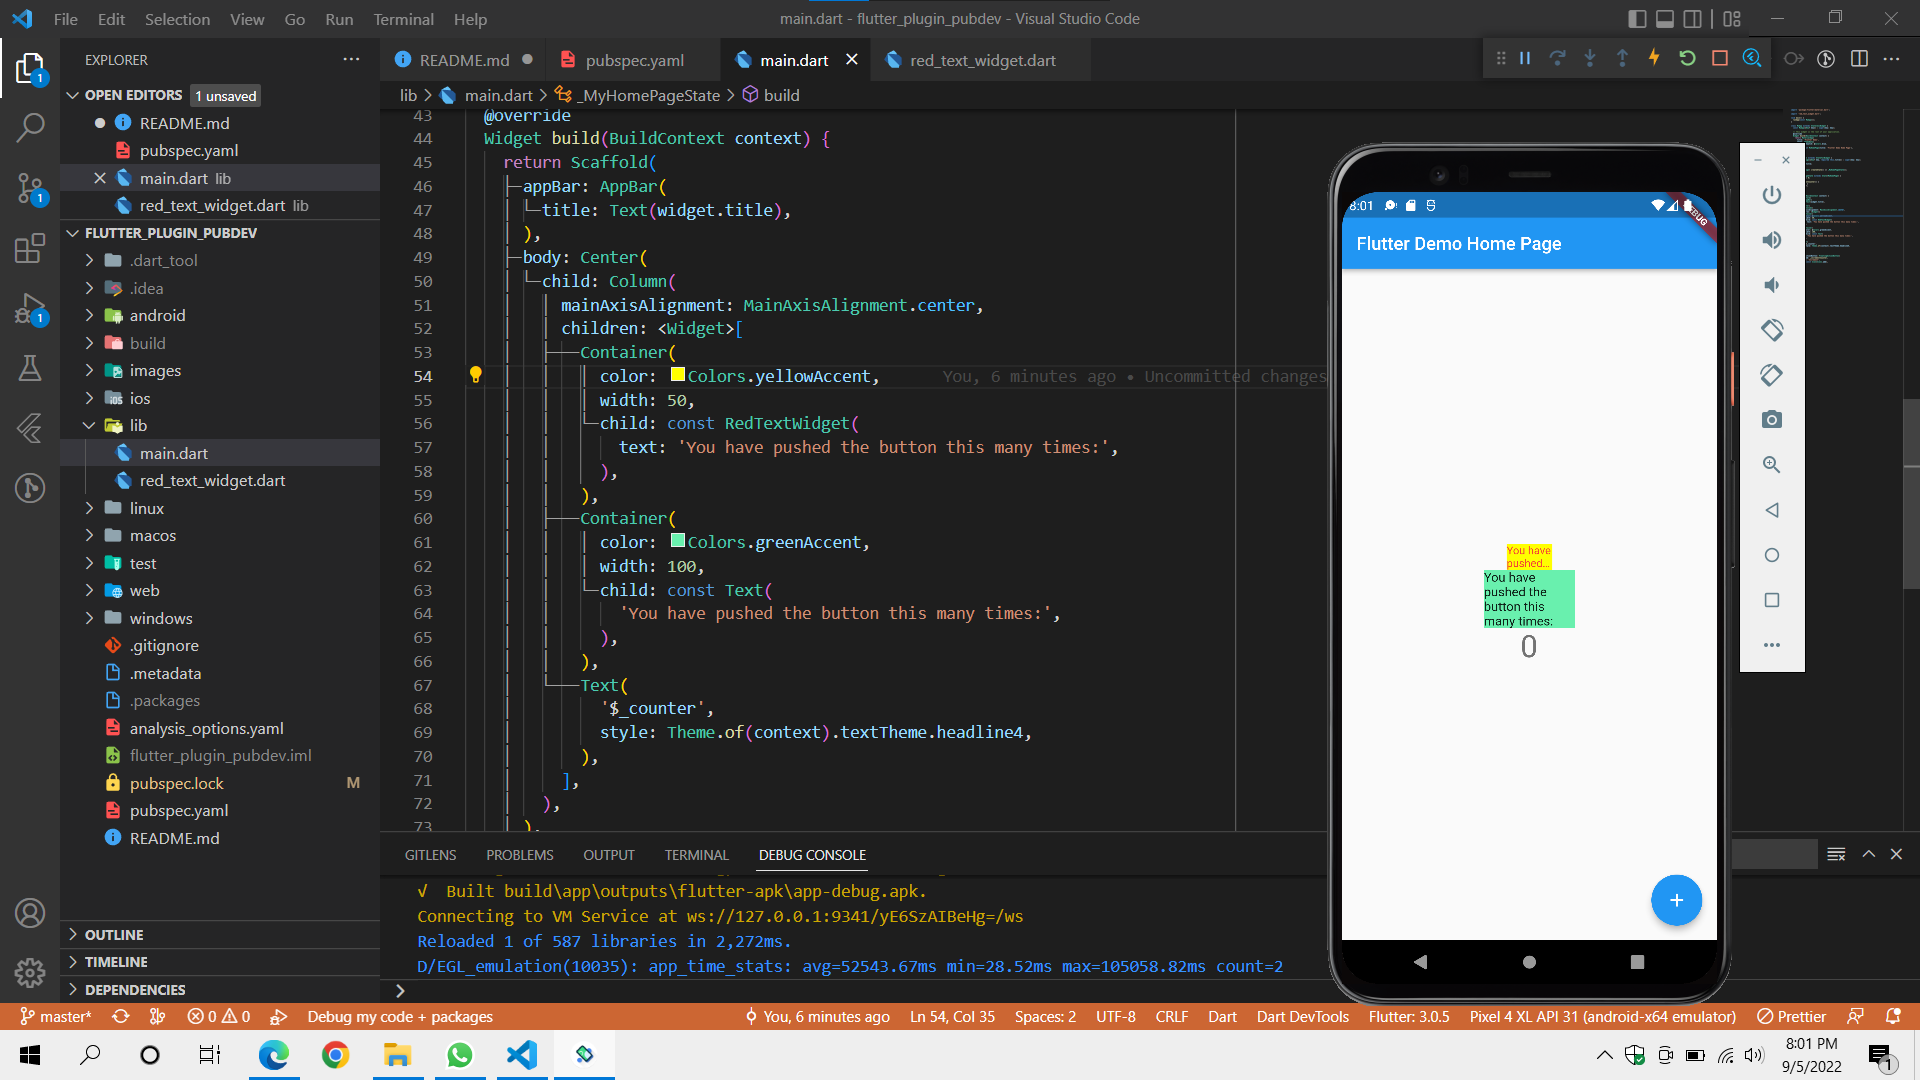 File Edit Selection View Go Run Terminal Help
main.dart - flutter_plugin_pubdev - Visual Studio Code
EXPLORER
OPEN EDITORS 1 unsaved
README.md
pubspec.yaml
main.dart lib
red_text_widget.dart lib
FLUTTER_PLUGIN_PUBDEV
.dart_tool
.idea
android
build
images
ios
lib
main.dart
red_text_widget.dart
linux
macos
test
web
windows
.gitignore
.metadata
.packages
analysis_options.yaml
flutter_plugin_pubdev.iml
pubspec.lock M
pubspec.yaml
README.md
OUTLINE
TIMELINE
DEPENDENCIES
1
1
1
README.md pubspec.yaml main.dart red_text_widget.dart
lib > main.dart > _MyHomePageState > build
43 @override
44 Widget build(BuildContext context) {
45 return Scaffold(
46 appBar: AppBar(
47 title: Text(widget.title),
48 ),
49 body: Center(
50 child: Column(
51 mainAxisAlignment: MainAxisAlignment.center,
52 children: <Widget>[
53 Container(
54 color: Colors.yellowAccent, You, 6 minutes ago • Uncommitted changes
55 width: 50,
56 child: const RedTextWidget(
57 text: 'You have pushed the button this many times:',
58 ),
59 ),
60 Container(
61 color: Colors.greenAccent,
62 width: 100,
63 child: const Text(
64 'You have pushed the button this many times:',
65 ),
66 ),
67 Text(
68 '$_counter',
69 style: Theme.of(context).textTheme.headline4,
70 ),
71 ],
72 ),
73 ),
GITLENS PROBLEMS OUTPUT TERMINAL DEBUG CONSOLE
√ Built build\app\outputs\flutter-apk\app-debug.apk.
Connecting to VM Service at ws://127.0.0.1:9341/yE6SzAIBeHg=/ws
Reloaded 1 of 587 libraries in 2,272ms.
D/EGL_emulation(10035): app_time_stats: avg=52543.67ms min=28.52ms max=105058.82ms count=2
>
8:01
DEBUG
Flutter Demo Home Page
You have
pushed...
You have
pushed the
button this
many times:
0
+
master* 0 0 Debug my code + packages You, 6 minutes ago Ln 54, Col 35 Spaces: 2 UTF-8 CRLF Dart Dart DevTools Flutter: 3.0.5 Pixel 4 XL API 31 (android-x64 emulator) Prettier
8:01 PM
9/5/2022
1